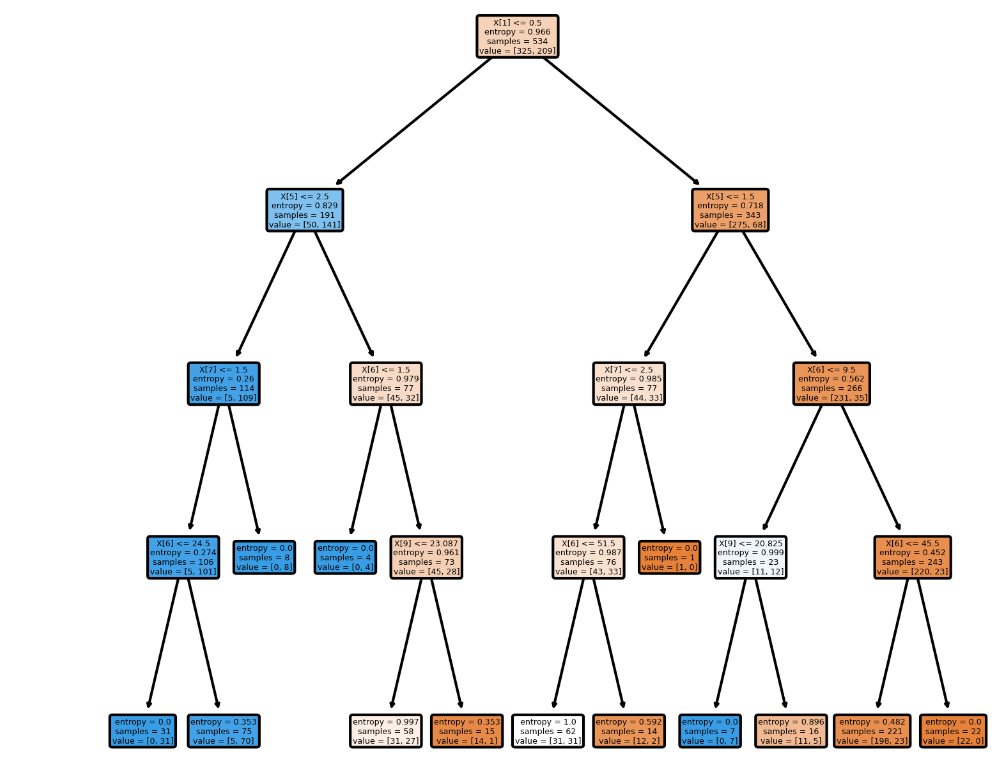 X[1] <= 0.5
entropy = 0.966
samples = 534
value = [325, 209]
X[5] <= 2.5
entropy = 0.829
samples = 191
value = [50, 141]
X[5] <= 1.5
entropy = 0.718
samples = 343
value = [275, 68]
X[7] <= 1.5
entropy = 0.26
samples = 114
value = [5, 109]
X[6] <= 1.5
entropy = 0.979
samples = 77
value = [45, 32]
X[7] <= 2.5
entropy = 0.985
samples = 77
value = [44, 33]
X[6] <= 9.5
entropy = 0.562
samples = 266
value = [231, 35]
X[6] <= 24.5
entropy = 0.274
samples = 106
value = [5, 101]
entropy = 0.0
samples = 8
value = [0, 8]
entropy = 0.0
samples = 4
value = [0, 4]
X[9] <= 23.087
entropy = 0.961
samples = 73
value = [45, 28]
X[6] <= 51.5
entropy = 0.987
samples = 76
value = [43, 33]
entropy = 0.0
samples = 1
value = [1, 0]
X[9] <= 20.825
entropy = 0.999
samples = 23
value = [11, 12]
X[6] <= 45.5
entropy = 0.452
samples = 243
value = [220, 23]
entropy = 0.0
samples = 31
value = [0, 31]
entropy = 0.353
samples = 75
value = [5, 70]
entropy = 0.997
samples = 58
value = [31, 27]
entropy = 0.353
samples = 15
value = [14, 1]
entropy = 1.0
samples = 62
value = [31, 31]
entropy = 0.592
samples = 14
value = [12, 2]
entropy = 0.0
samples = 7
value = [0, 7]
entropy = 0.896
samples = 16
value = [11, 5]
entropy = 0.482
samples = 221
value = [198, 23]
entropy = 0.0
samples = 22
value = [22, 0]